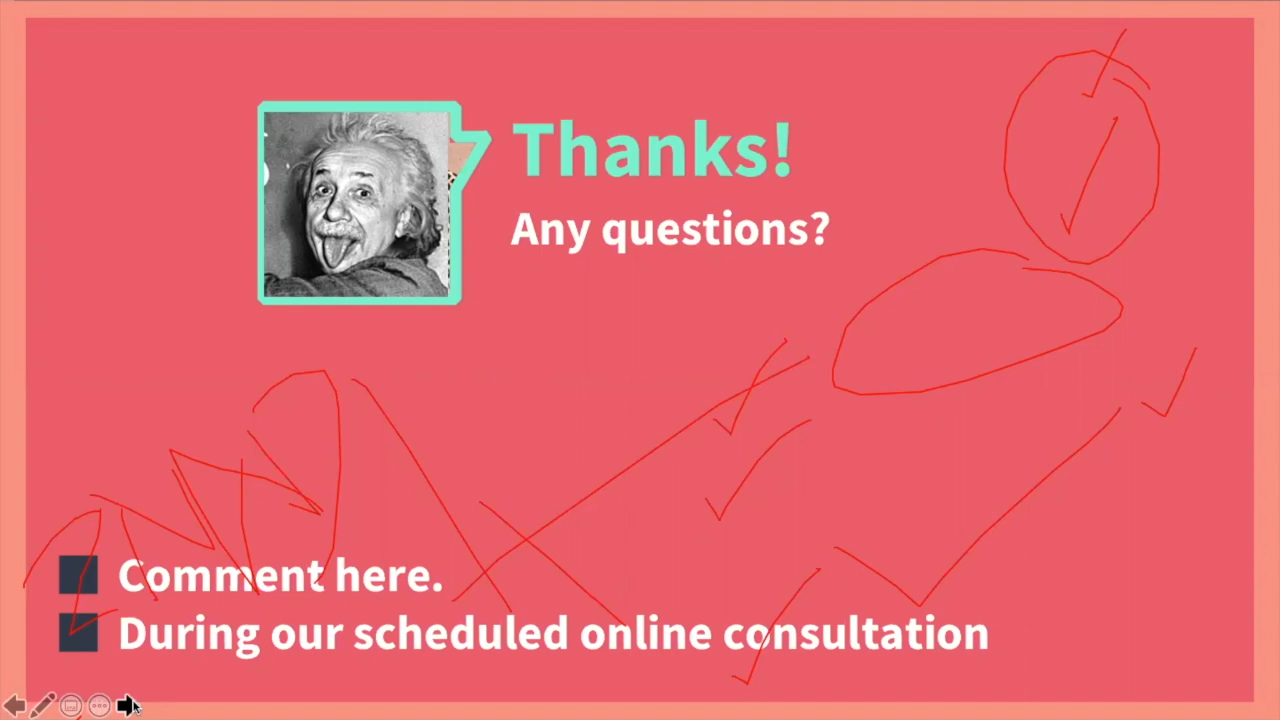 Thanks!
Any questions?
Comment here.
During our scheduled online consultation